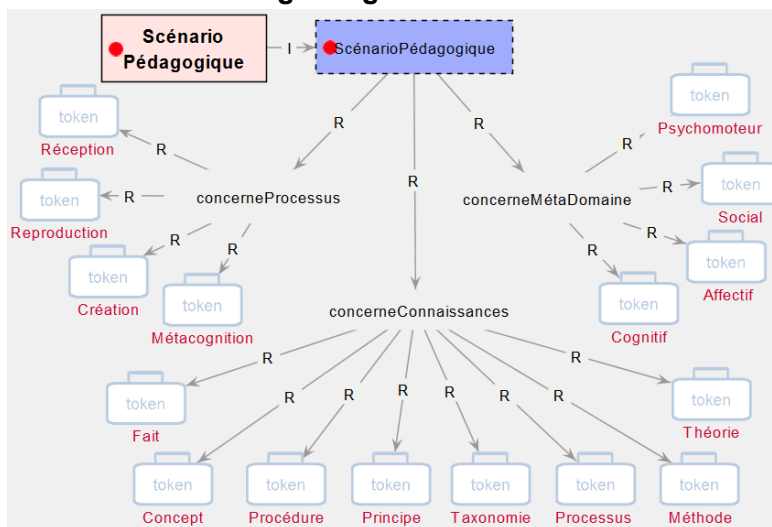 Scénario
Pédagogique
I
ScénarioPédagogique
R
R
R
token
Réception
R
token
Reproduction
R
token
Création
R
token
Métacognition
R
concerneProcessus
concerneMétaDomaine
token
Psychomoteur
R
token
Social
R
token
Affectif
R
token
Cognitif
R
concerneConnaissances
R
R
R
R
R
R
R
R
token
Fait
token
Théorie
token
Concept
token
Procédure
token
Principe
token
Taxonomie
token
Processus
token
Méthode